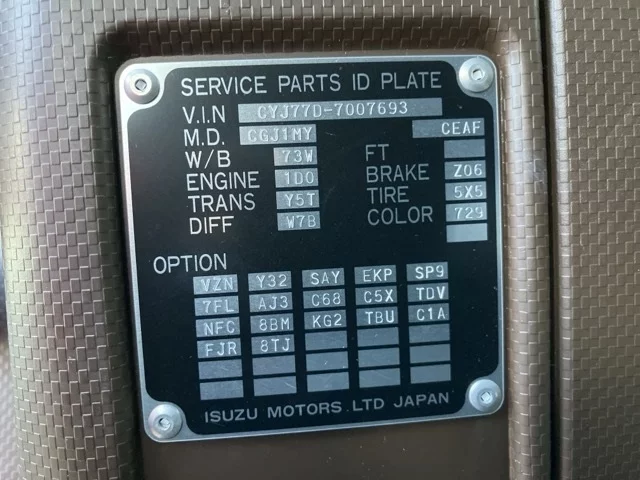 SERVICE PARTS ID PLATE
V.I.N CYJ77D-7007693
M.D. CGJ1MY CEAF
W/B 73W FT
ENGINE 1D0 BRAKE Z06
TRANS Y5T TIRE 5X5
DIFF W7B COLOR 729
OPTION
VZN Y32 SAY EKP SP9
7FL AJ3 C68 C5X TDV
NFC 8BM KG2 TBU C1A
FJR 8TJ
ISUZU MOTORS LTD JAPAN